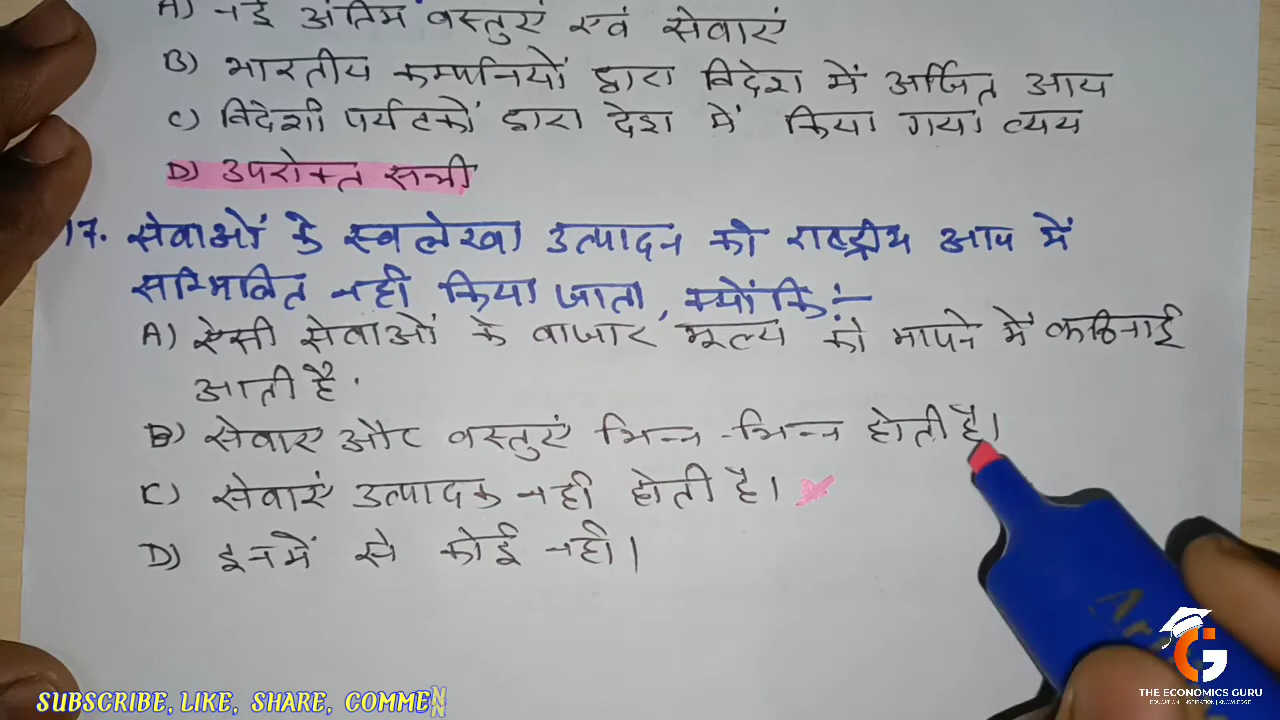 A) नई अंतिम वस्तुएं एवं सेवाएं
B) भारतीय कम्पनियों द्वारा विदेश में अर्जित आय
C) विदेशी पर्यटकों द्वारा देश में किया गया व्यय
D) उपरोक्त सभी
17. सेवाओं के स्वलेखा उत्पादन को राष्ट्रीय आय में
सम्मिलित नही किया जाता, क्योंकि:-
A) ऐसी सेवाओं के बाजार मूल्य को मापने में कठिनाई
आती है.
B) सेवाए और वस्तुएं भिन्न-भिन्न होती है।
C) सेवाएं उत्पादक नही होती है।
D) इनमें से कोई नही।
SUBSCRIBE, LIKE, SHARE, COMMEN
G
THE ECONOMICS GURU